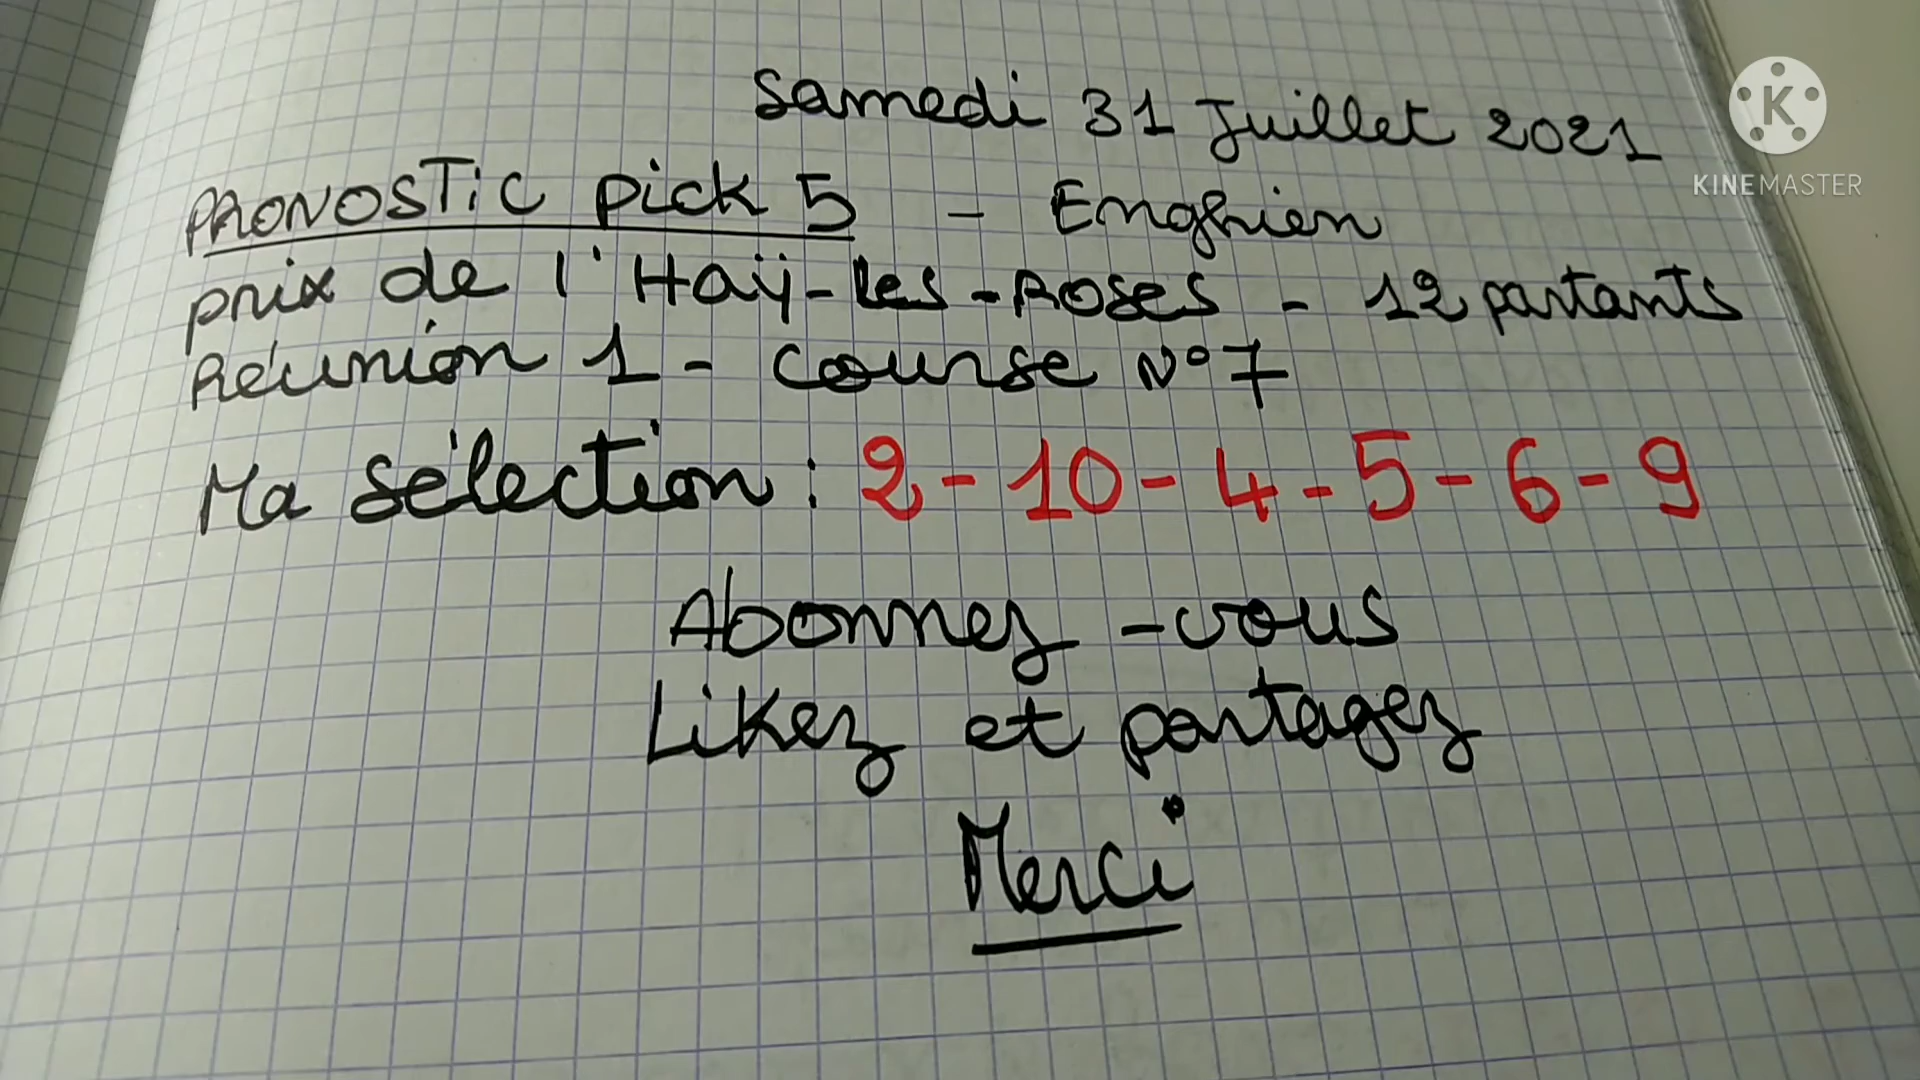 Samedi 31 Juillet 2021
PRONOSTiC pick 5 - Enghien
prix de l'Haÿ-Les-Roses - 12 partants
Réunion 1 - course N°7
Ma sélection : 2 - 10 - 4 - 5 - 6 - 9
Abonnez-vous
Likez et partagez
Merci
K
KINEMASTER